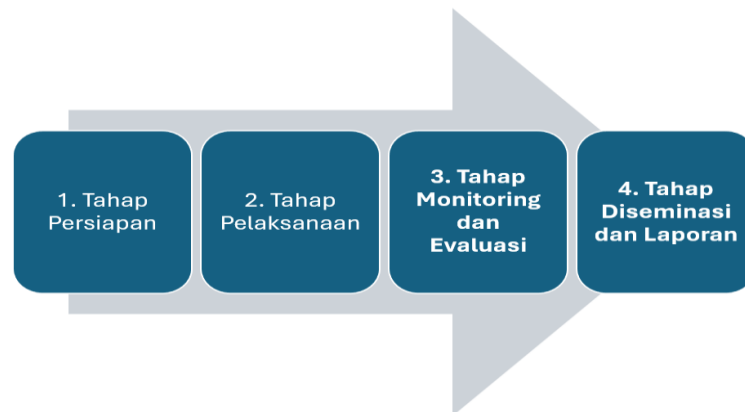 1. Tahap
Persiapan
2. Tahap
Pelaksanaan
3. Tahap
Monitoring
dan
Evaluasi
4. Tahap
Diseminasi
dan Laporan